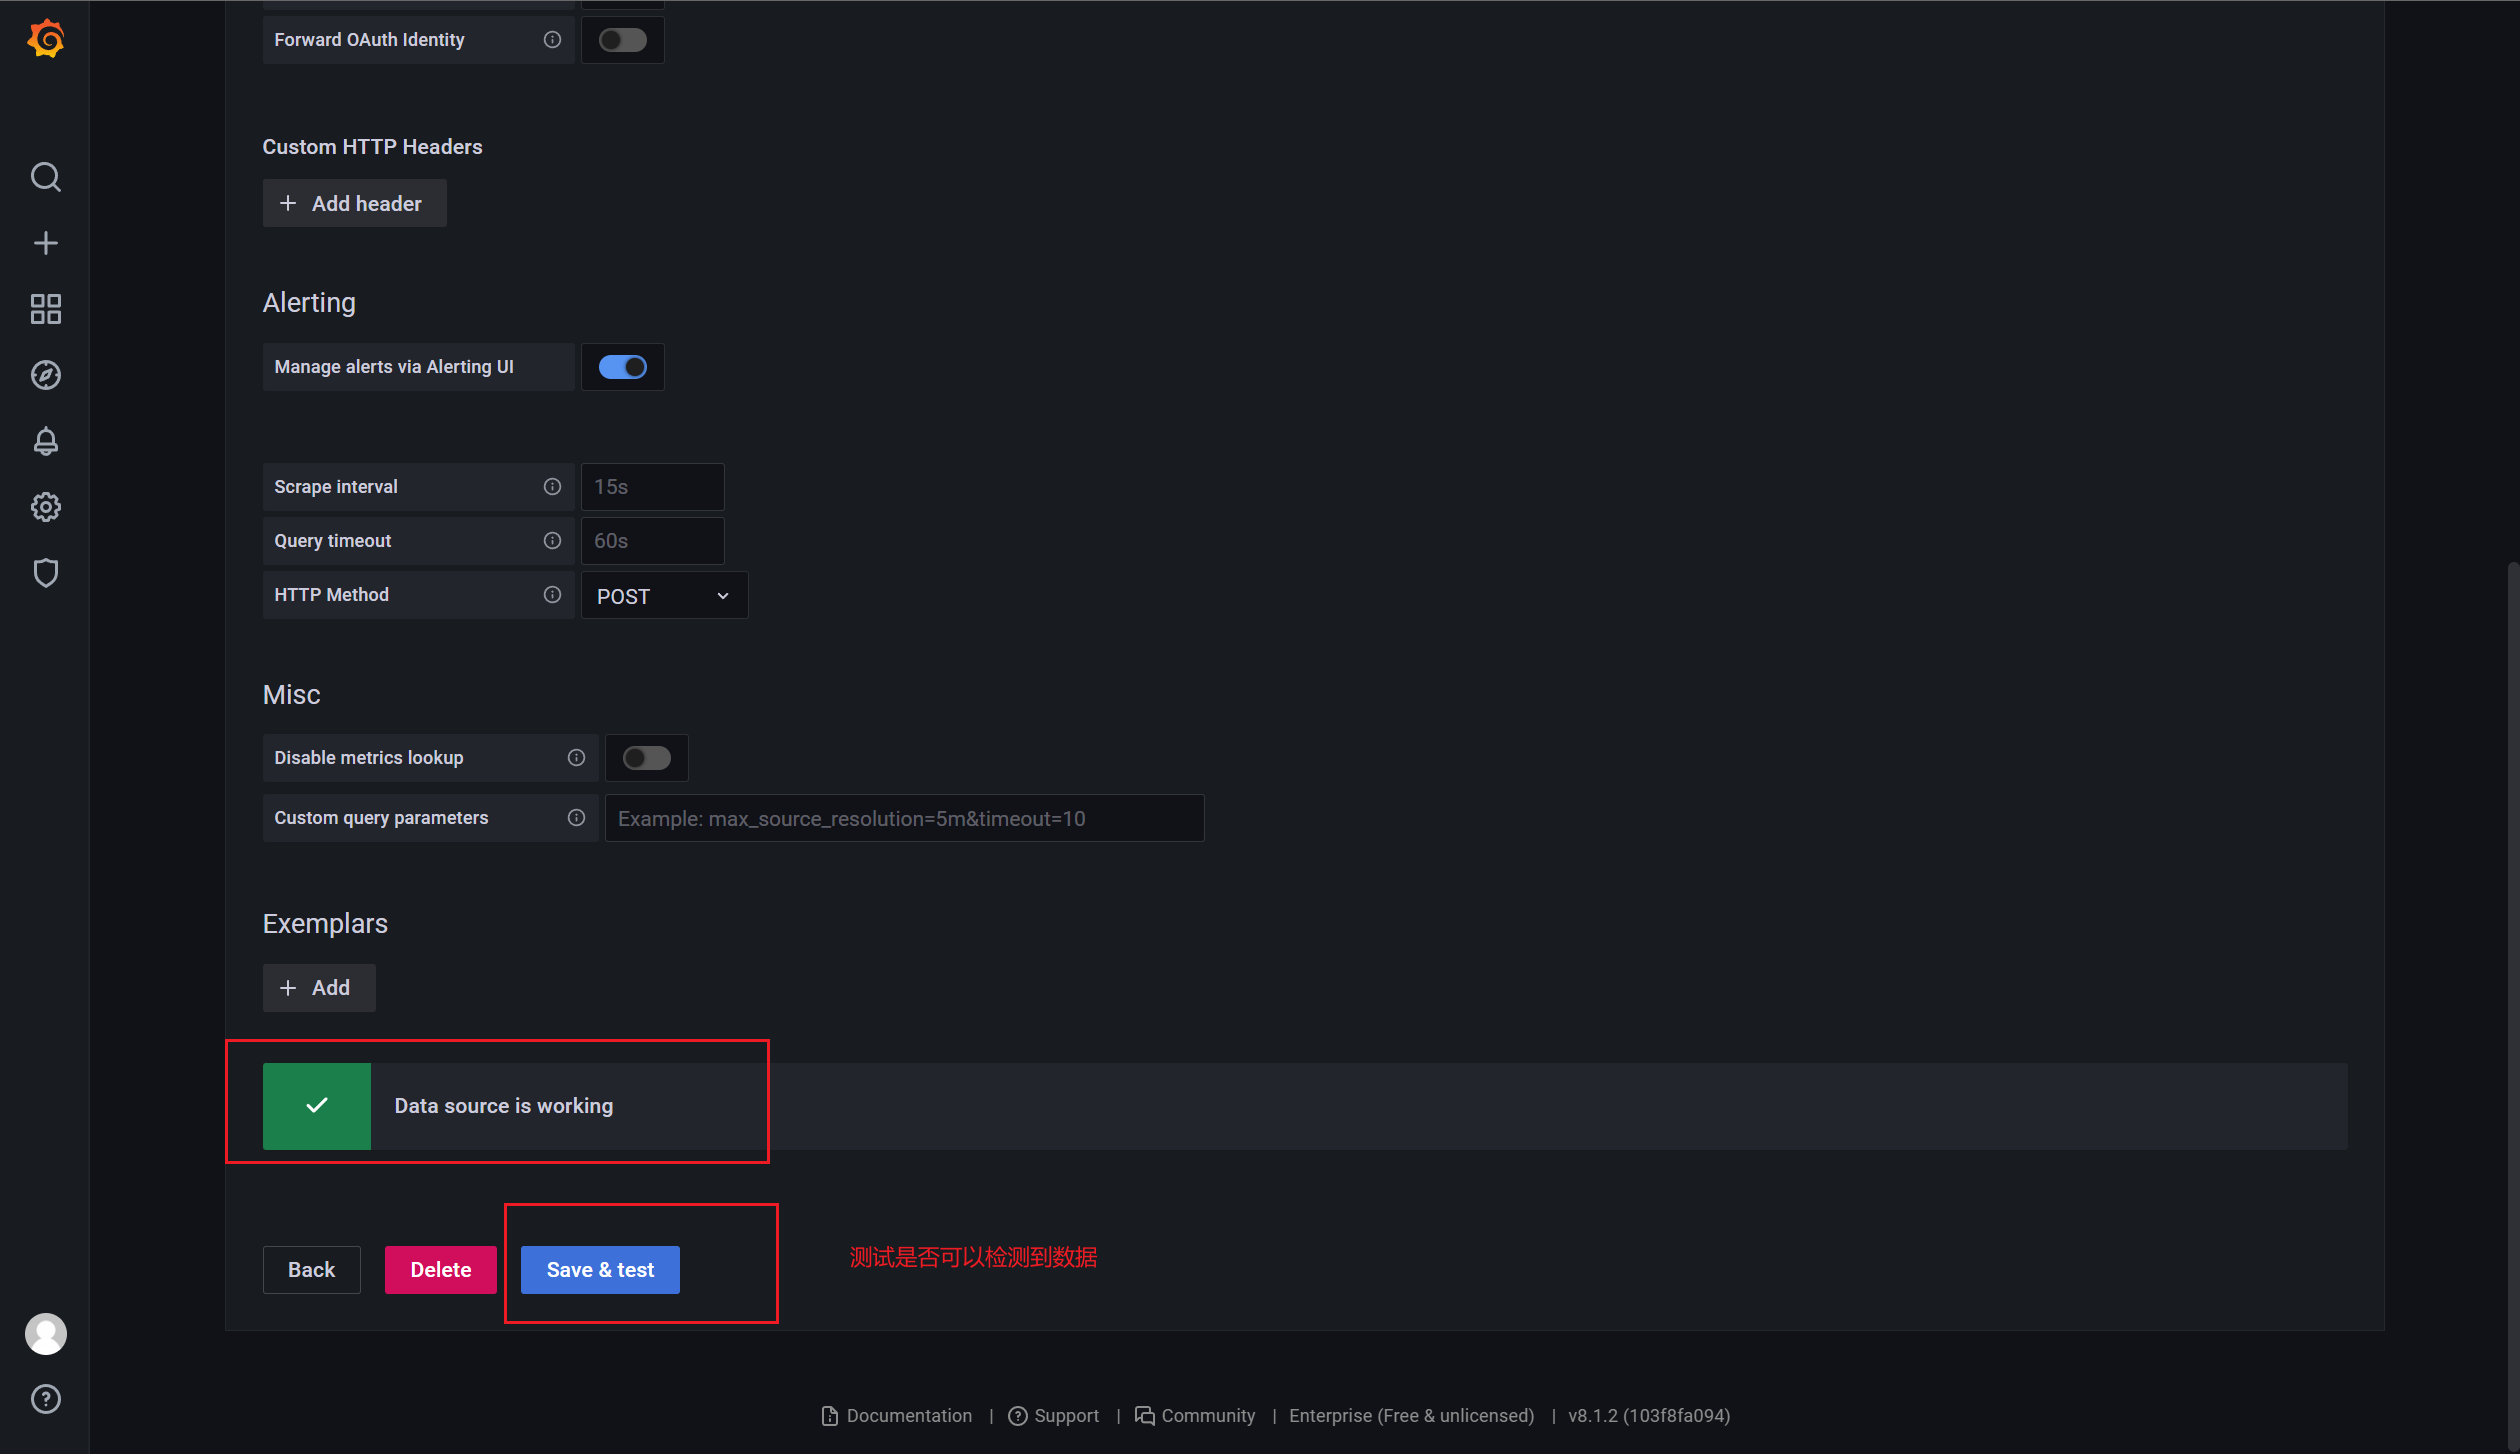 Forward OAuth Identity
Custom HTTP Headers
Add header
Alerting
Manage alerts via Alerting UI
Scrape interval 15s
Query timeout 60s
HTTP Method POST
Misc
Disable metrics lookup
Custom query parameters Example: max_source_resolution=5m&timeout=10
Exemplars
Add
Data source is working
Back Delete Save & test 测试是否可以检测到数据
Documentation | Support | Community | Enterprise (Free & unlicensed) | v8.1.2 (103f8fa094)